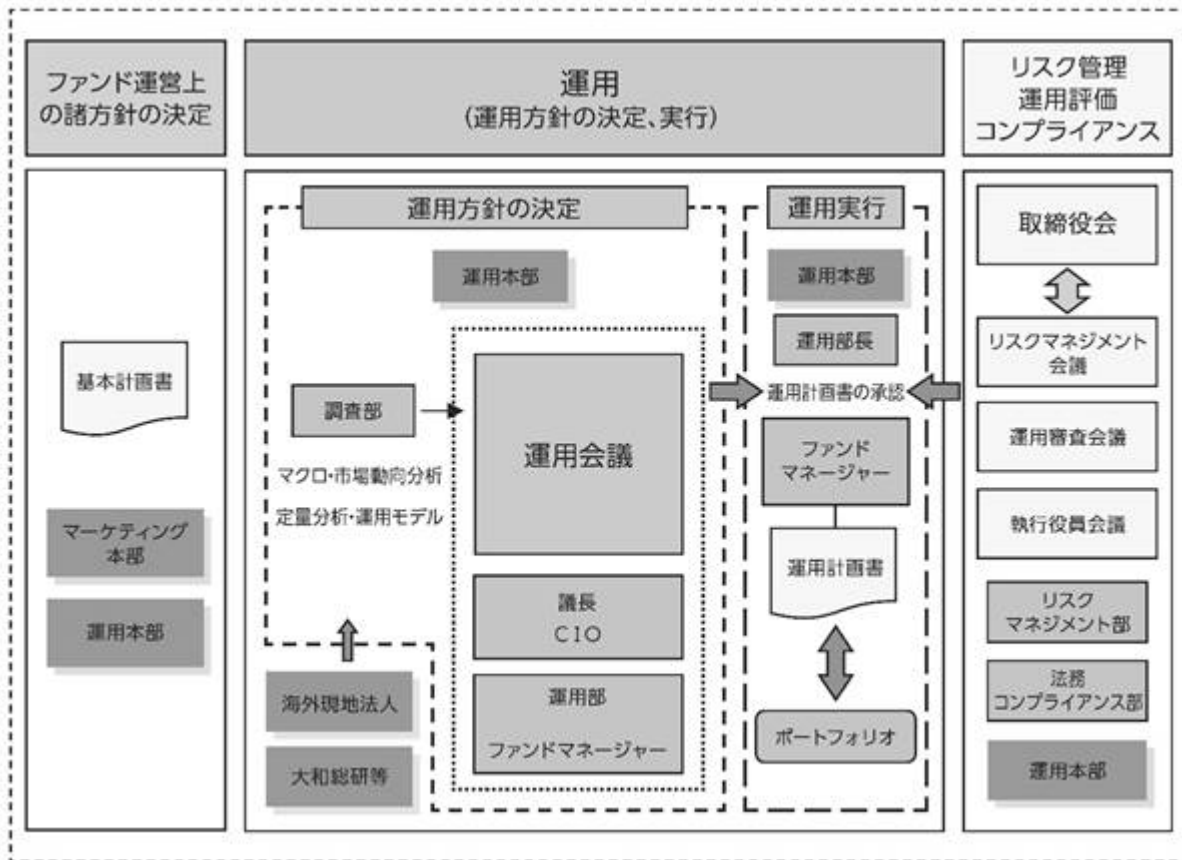 ファンド運営上
の諸方針の決定
基本計画書
マーケティング
本部
運用本部
運用
(運用方針の決定、実行)
運用方針の決定
運用本部
調査部
マクロ・市場動向分析
定量分析・運用モデル
運用会議
議長
CIO
運用部
ファンドマネージャー
海外現地法人
大和総研等
運用実行
運用本部
運用部長
運用計画書の承認
ファンド
マネージャー
運用計画書
ポートフォリオ
リスク管理
運用評価
コンプライアンス
取締役会
リスクマネジメント
会議
運用審査会議
執行役員会議
リスク
マネジメント部
法務
コンプライアンス部
運用本部